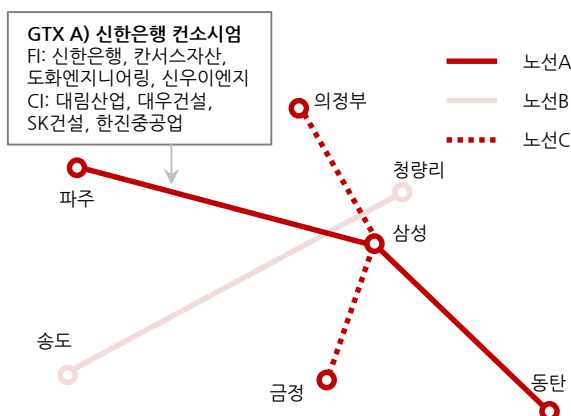 GTX A) 신한은행 컨소시엄
FI: 신한은행, 칸서스자산,
도화엔지니어링, 신우이엔지
CI: 대림산업, 대우건설,
SK건설, 한진중공업
노선A
노선B
노선C
의정부
청량리
파주
삼성
송도
금정
동탄